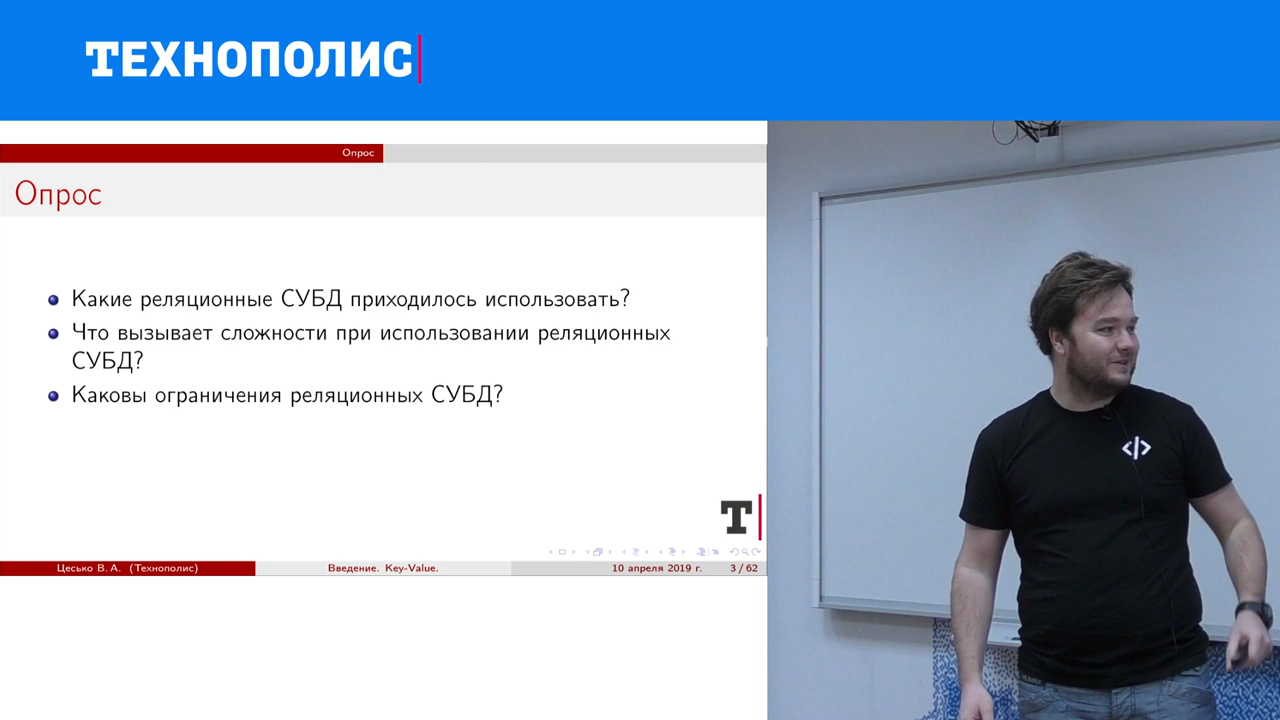 ТЕХНОПОЛИС
Опрос
Опрос
Какие реляционные СУБД приходилось использовать?
Что вызывает сложности при использовании реляционных
СУБД?
Каковы ограничения реляционных СУБД?
Т
Цесько В. А. (Технополис)
Введение. Key-Value.
10 апреля 2019 г.
3 / 62